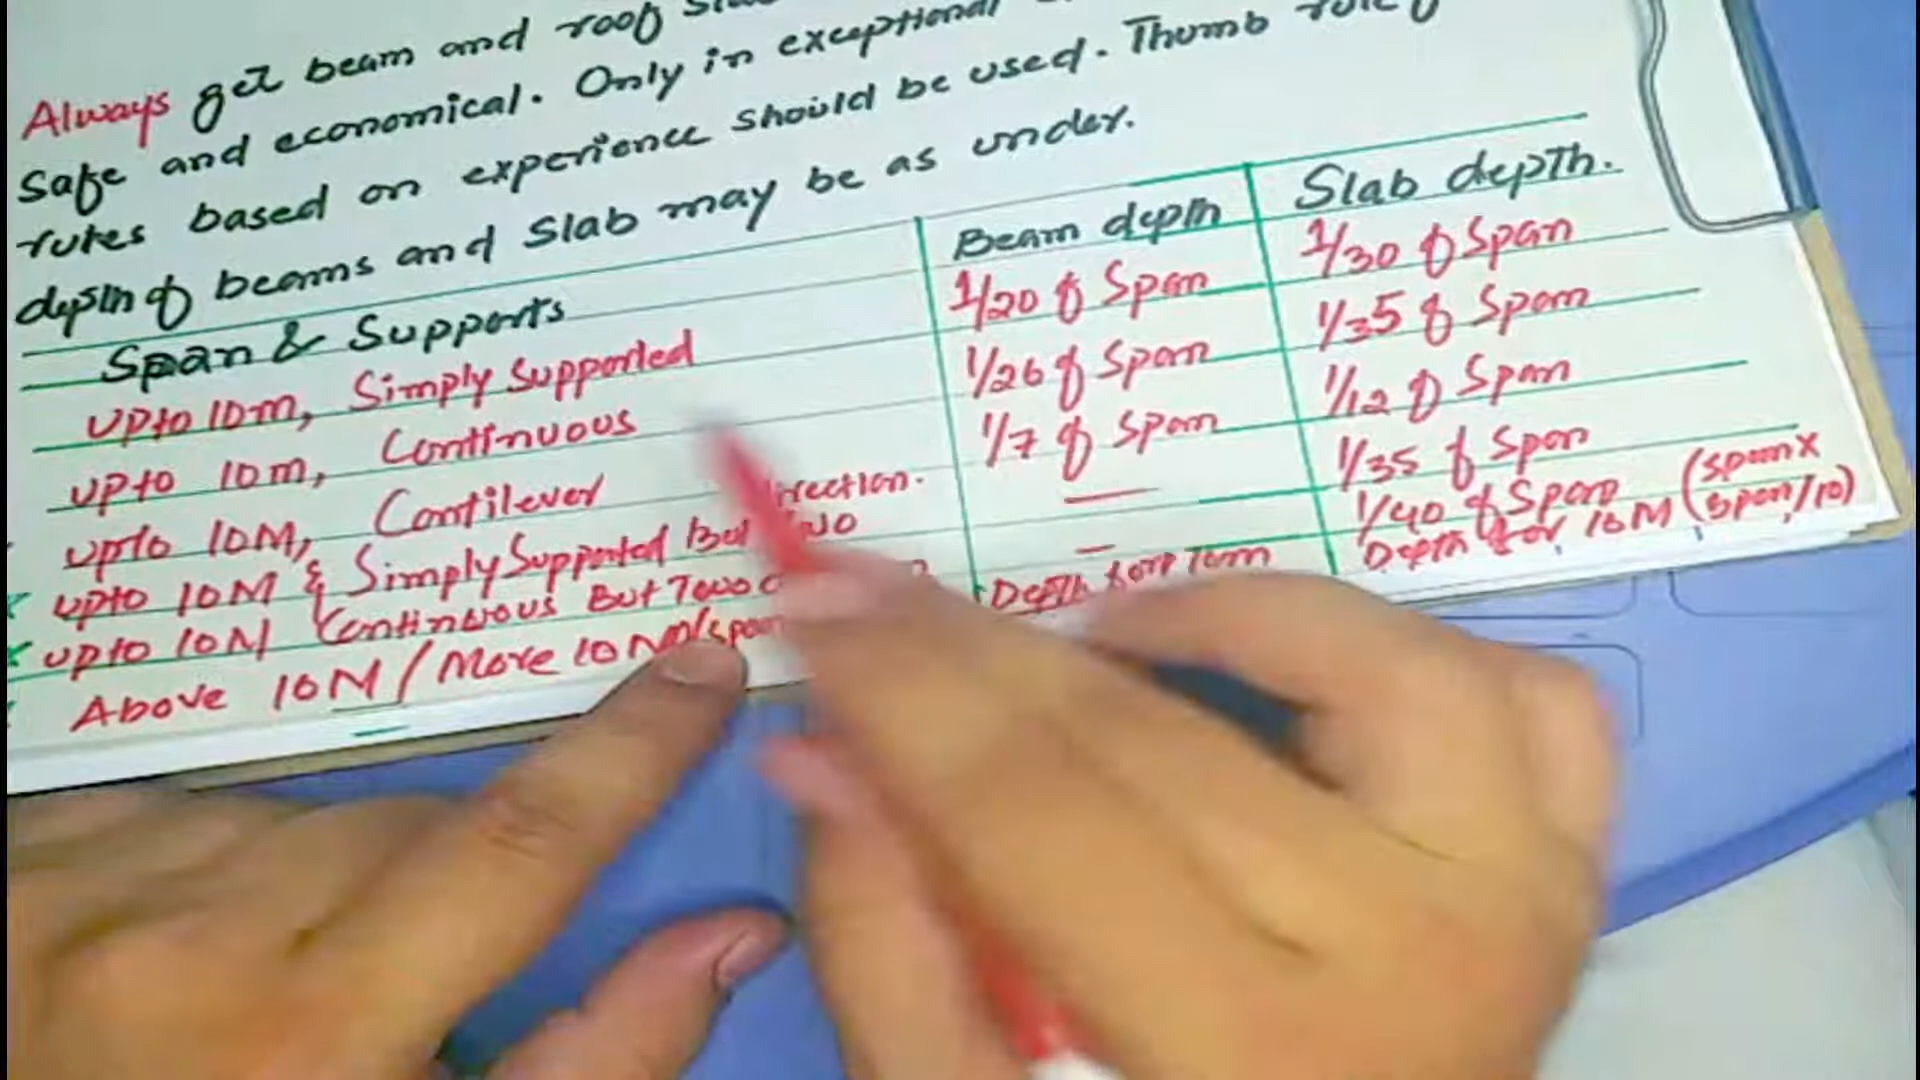 Always get beam and roof
Safe and economical. Only in exceptional
rules based on experience should be used. Thumb
depth of beams and Slab may be as under.
Span & Supports Beam depth Slab depth.
upto 10m, Simply Supported 1/20 of Span 1/30 of Span
upto 10m, Continuous 1/26 of Span 1/35 of Span
upto 10M, Cantilever 1/7 of Span 1/12 of Span
upto 10M & Simply Supported But Two direction. — 1/35 of Span
upto 10M Continuous But Two — 1/40 of Span
Above 10M / More 10M Span Depth for 10m Depth for 10M (Span x Span/10)